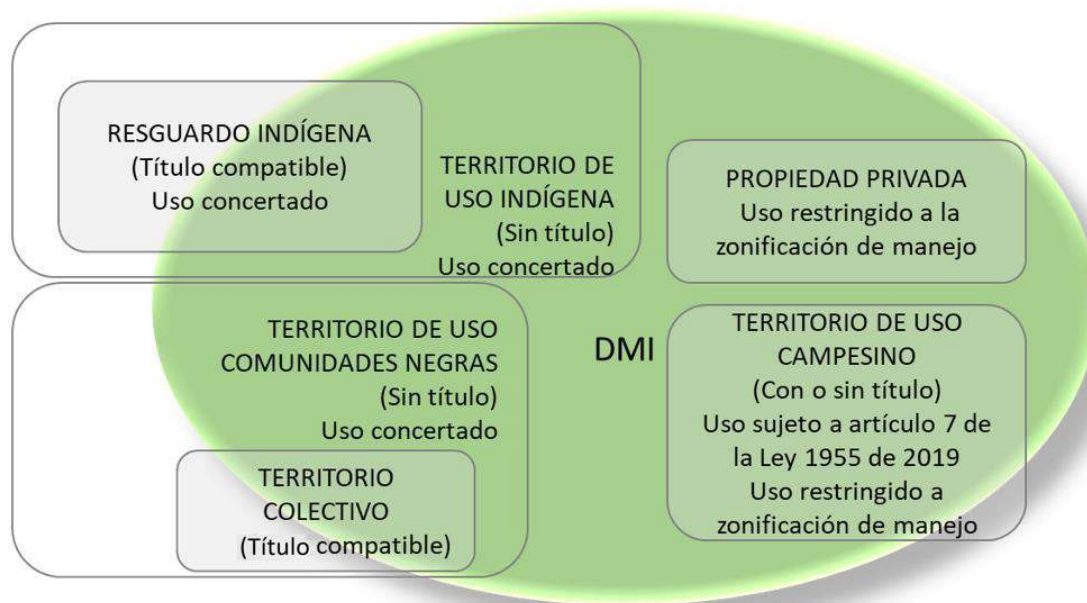 RESGUARDO INDÍGENA
(Título compatible)
Uso concertado
TERRITORIO DE
USO INDÍGENA
(Sin título)
Uso concertado
PROPIEDAD PRIVADA
Uso restringido a la
zonificación de manejo
TERRITORIO DE USO
COMUNIDADES NEGRAS
(Sin título)
Uso concertado
TERRITORIO
COLECTIVO
(Título compatible)
DMI
TERRITORIO DE USO
CAMPESINO
(Con o sin título)
Uso sujeto a artículo 7 de
la Ley 1955 de 2019
Uso restringido a
zonificación de manejo